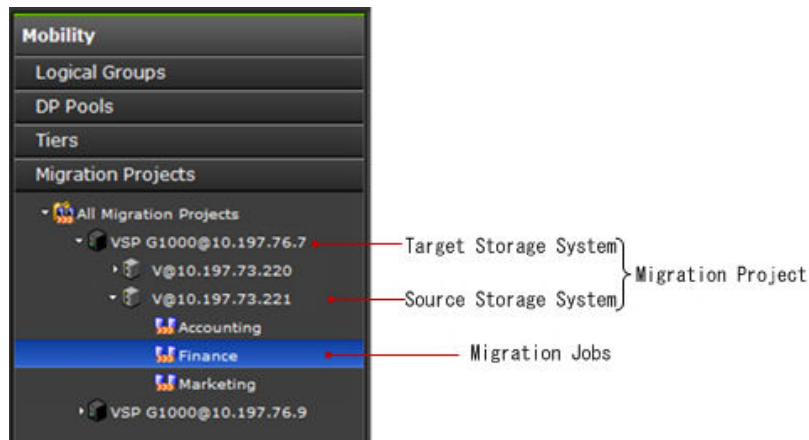 Mobility
Logical Groups
DP Pools
Tiers
Migration Projects
All Migration Projects
VSP G1000@10.197.76.7
Target Storage System
V@10.197.73.220
Migration Project
V@10.197.73.221
Source Storage System
Accounting
Finance
Migration Jobs
Marketing
VSP G1000@10.197.76.9